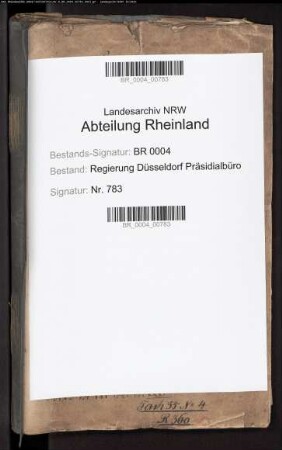 BR_0004_00783
Landesarchiv NRW
Abteilung Rheinland
Bestands-Signatur: BR 0004
Bestand: Regierung Düsseldorf Präsidialbüro
Signatur: Nr. 783
BR_0004_00783